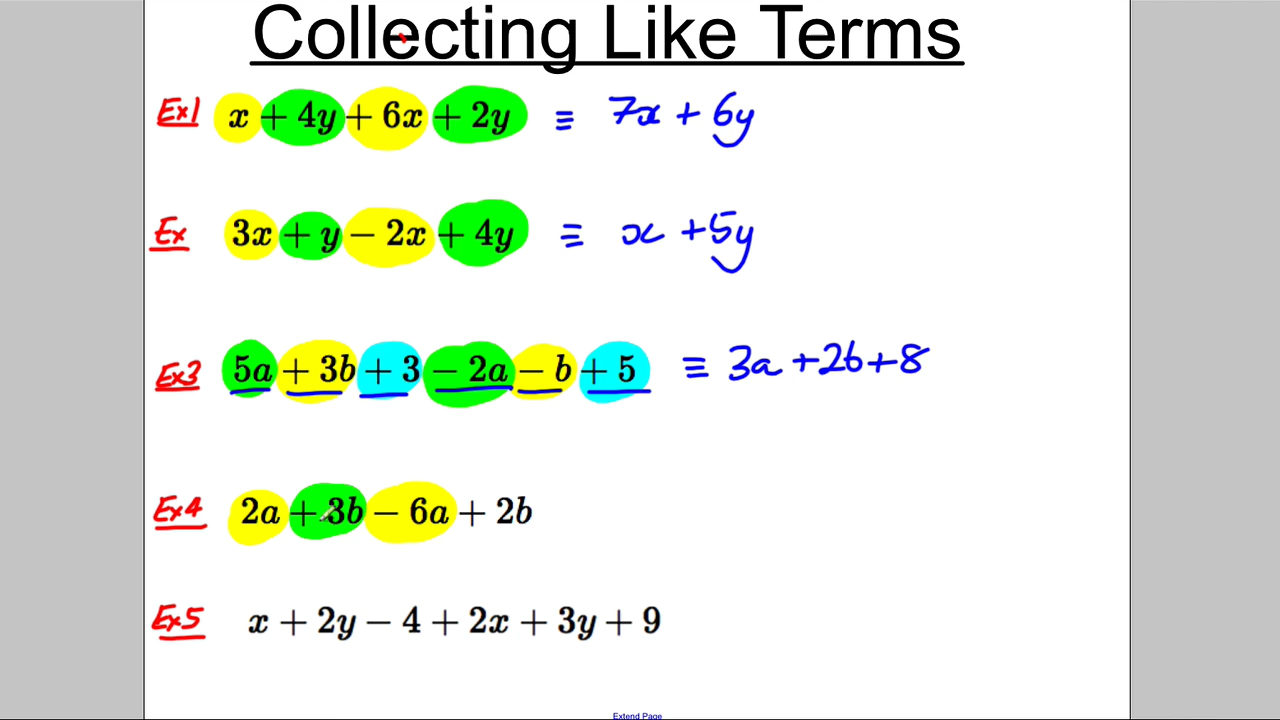 Collecting Like Terms
Ex1 x + 4y + 6x + 2y ≡ 7x + 6y
Ex 3x + y − 2x + 4y ≡ x + 5y
Ex3 5a + 3b + 3 − 2a − b + 5 ≡ 3a + 2b + 8
Ex4 2a + 3b − 6a + 2b
Ex5 x + 2y − 4 + 2x + 3y + 9
Extend Page